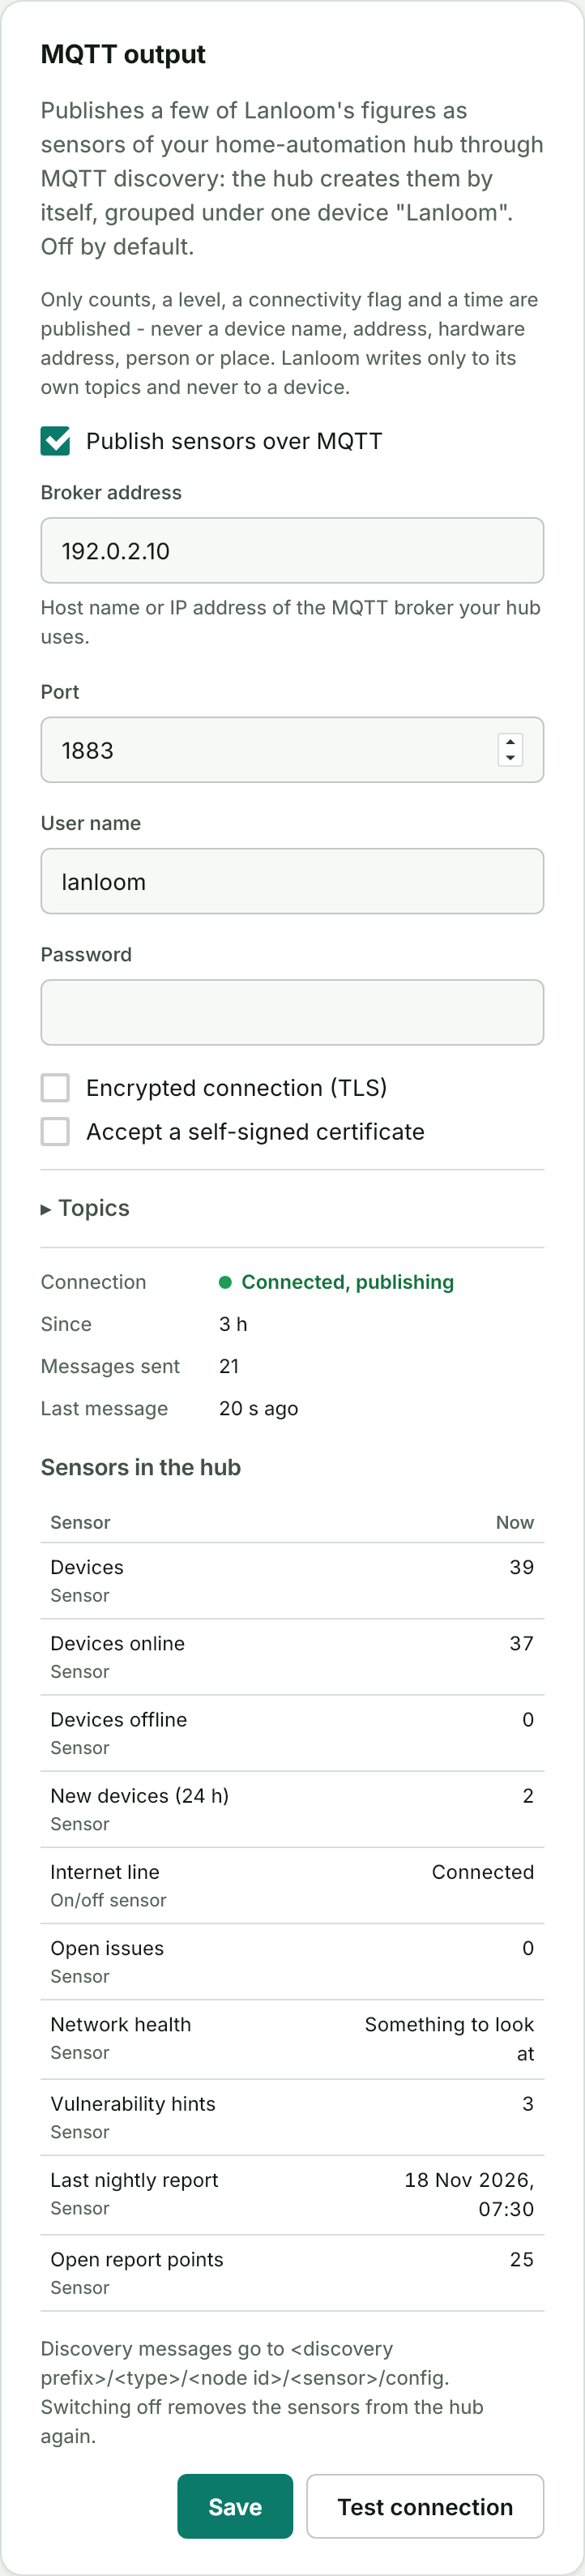 MQTT output
Publishes a few of Lanloom's figures as
sensors of your home-automation hub through
MQTT discovery: the hub creates them by
itself, grouped under one device "Lanloom".
Off by default.
Only counts, a level, a connectivity flag and a time are
published - never a device name, address, hardware
address, person or place. Lanloom writes only to its
own topics and never to a device.
Publish sensors over MQTT
Broker address
192.0.2.10
Host name or IP address of the MQTT broker your hub
uses.
Port
1883
User name
lanloom
Password
Encrypted connection (TLS)
Accept a self-signed certificate
▸ Topics
Connection Connected, publishing
Since 3 h
Messages sent 21
Last message 20 s ago
Sensors in the hub
Sensor Now
Devices 39
Sensor
Devices online 37
Sensor
Devices offline 0
Sensor
New devices (24 h) 2
Sensor
Internet line Connected
On/off sensor
Open issues 0
Sensor
Network health Something to look
Sensor at
Vulnerability hints 3
Sensor
Last nightly report 18 Nov 2026,
Sensor 07:30
Open report points 25
Sensor
Discovery messages go to <discovery
prefix>/<type>/<node id>/<sensor>/config.
Switching off removes the sensors from the hub
again.
Save Test connection